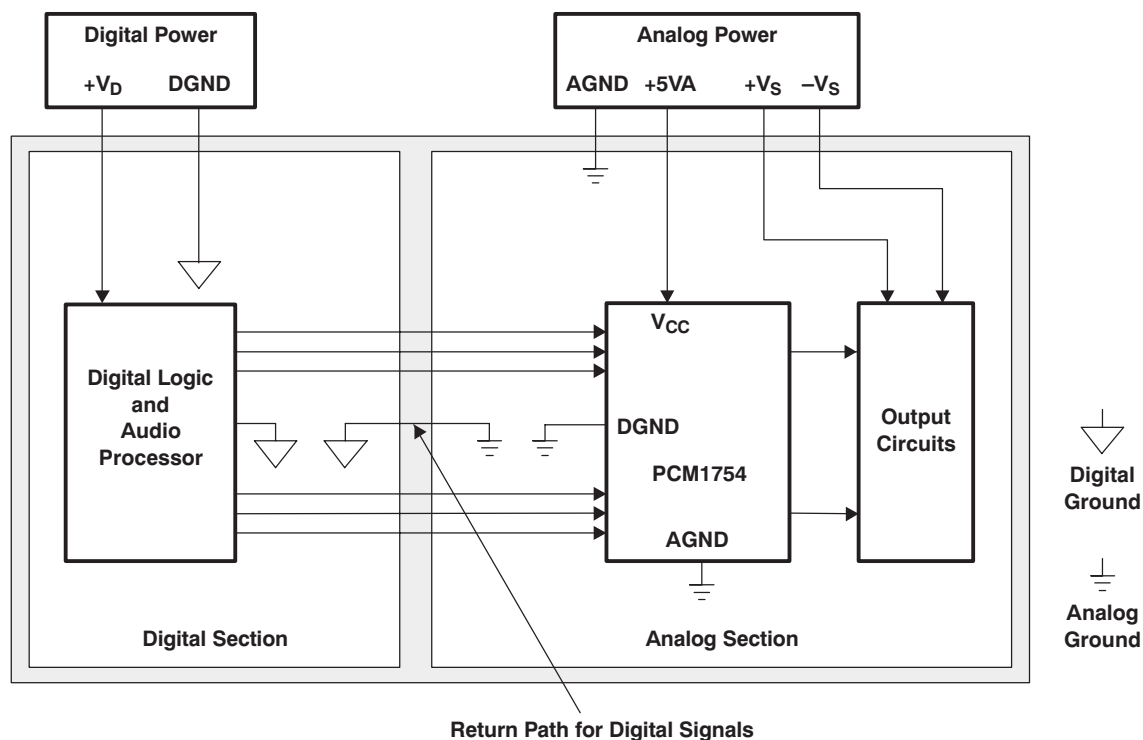 Digital Power
+VD DGND
Analog Power
AGND +5VA +VS –VS
Digital Logic
and
Audio
Processor
VCC
DGND
PCM1754
AGND
Output
Circuits
Digital
Ground
Analog
Ground
Digital Section
Analog Section
Return Path for Digital Signals